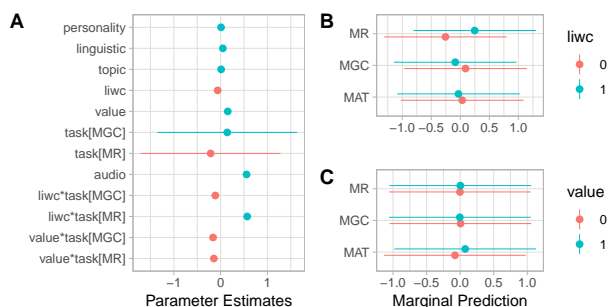 A
personality
linguistic
topic
liwc
value
task[MGC]
task[MR]
audio
liwc*task[MGC]
liwc*task[MR]
value*task[MGC]
value*task[MR]
−1 0 1
Parameter Estimates
B
MR
MGC
MAT
−1.0 −0.5 0.0 0.5 1.0
liwc
0
1
C
MR
MGC
MAT
−1.0 −0.5 0.0 0.5 1.0
Marginal Prediction
value
0
1